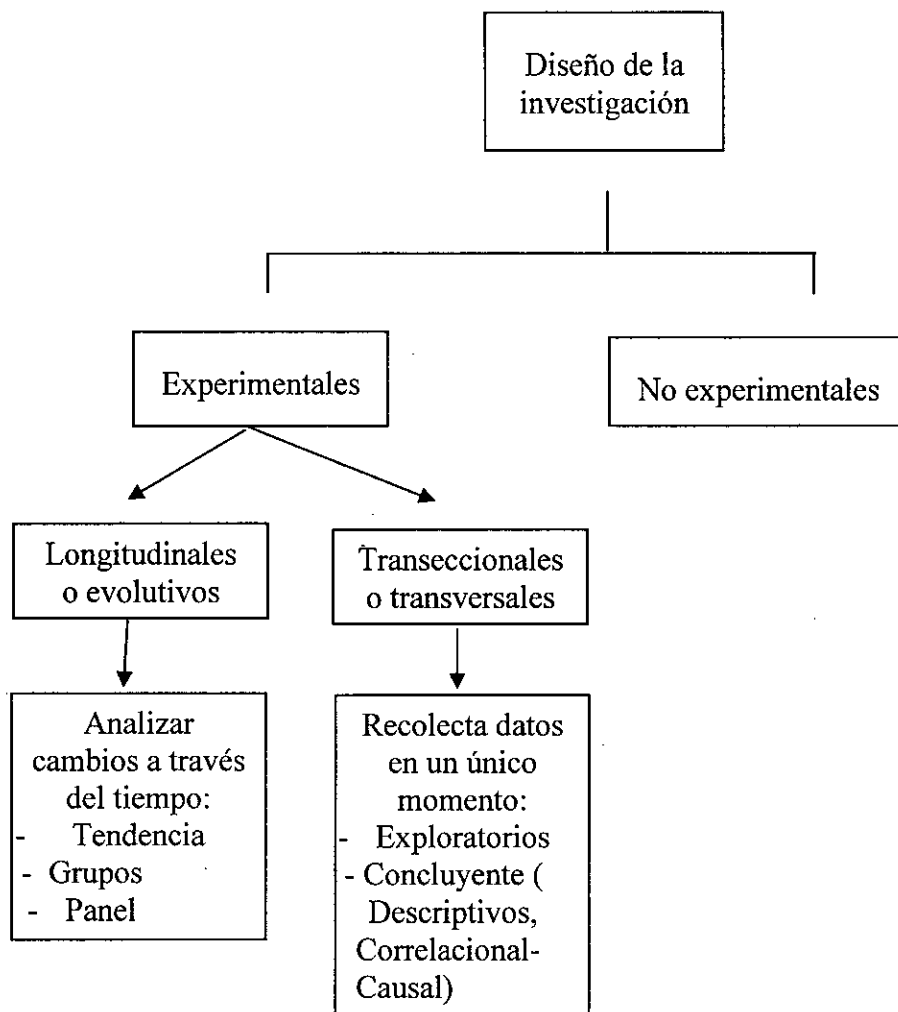 Diseño de la
investigación
Experimentales
No experimentales
Longitudinales
o evolutivos
Transeccionales
o transversales
Analizar
cambios a través
del tiempo:
- Tendencia
- Grupos
- Panel
Recolecta datos
en un único
momento:
- Exploratorios
- Concluyente (
Descriptivos,
Correlacional-
Causal)